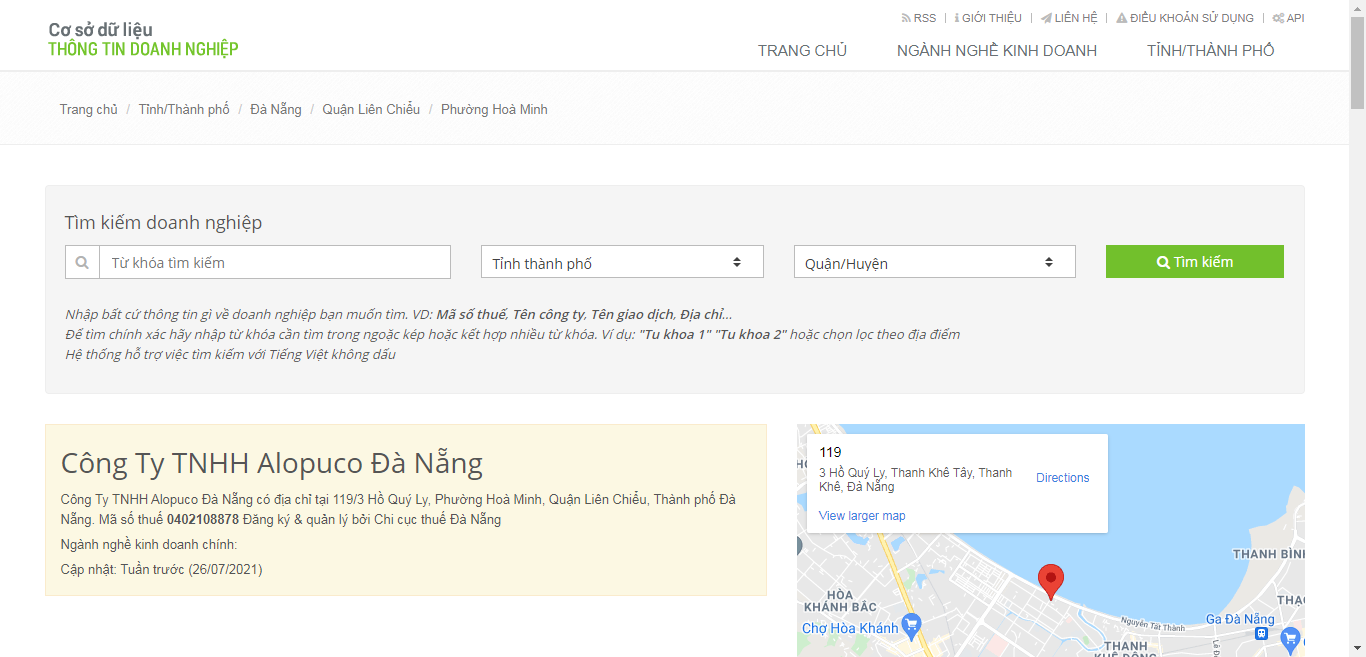 Cơ sở dữ liệu
THÔNG TIN DOANH NGHIỆP
RSS | GIỚI THIỆU | LIÊN HỆ | ĐIỀU KHOẢN SỬ DỤNG | API
TRANG CHỦ NGÀNH NGHỀ KINH DOANH TỈNH/THÀNH PHỐ
Trang chủ / Tỉnh/Thành phố / Đà Nẵng / Quận Liên Chiểu / Phường Hoà Minh
Tìm kiếm doanh nghiệp
Từ khóa tìm kiếm Tỉnh thành phố Quận/Huyện Tìm kiếm
Nhập bất cứ thông tin gì về doanh nghiệp bạn muốn tìm. VD: Mã số thuế, Tên công ty, Tên giao dịch, Địa chỉ...
Để tìm chính xác hãy nhập từ khóa cần tìm trong ngoặc kép hoặc kết hợp nhiều từ khóa. Ví dụ: "Tu khoa 1" "Tu khoa 2" hoặc chọn lọc theo địa điểm
Hệ thống hỗ trợ việc tìm kiếm với Tiếng Việt không dấu
Công Ty TNHH Alopuco Đà Nẵng
Công Ty TNHH Alopuco Đà Nẵng có địa chỉ tại 119/3 Hồ Quý Ly, Phường Hoà Minh, Quận Liên Chiểu, Thành phố Đà
Nẵng. Mã số thuế 0402108878 Đăng ký & quản lý bởi Chi cục thuế Đà Nẵng
Ngành nghề kinh doanh chính:
Cập nhật: Tuần trước (26/07/2021)
119
3 Hồ Quý Ly, Thanh Khê Tây, Thanh
Khê, Đà Nẵng
Directions
View larger map
THANH BÌNH
HÒA
KHÁNH BẮC
Chợ Hòa Khánh
Nguyễn Tất Thành
Ga Đà Nẵng
THANH
KHÊ ĐÔNG